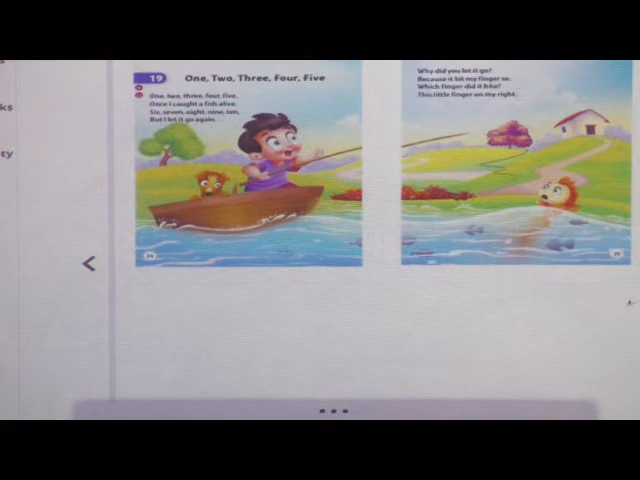 ks
ty
19
One, Two, Three, Four, Five
One, two, three, four, five,
Once I caught a fish alive.
Six, seven, eight, nine, ten,
But I let it go again.
Why did you let it go?
Because it bit my finger so.
Which finger did it bite?
This little finger on my right.